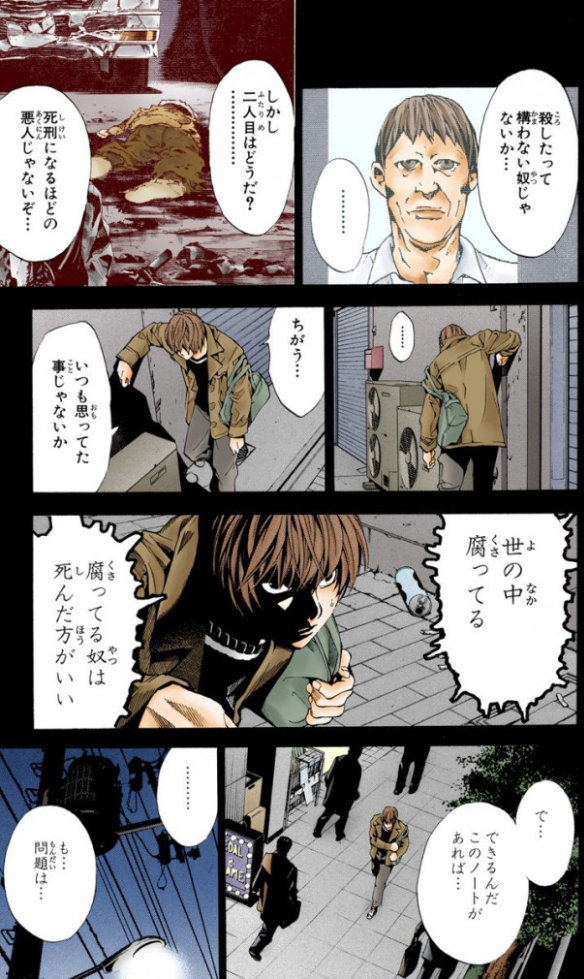 殺したって
構わない奴じゃ
ないか…
………
しかし
二人目はどうだ？
…………
死刑になるほどの
悪人じゃないぞ…
……
ちがう…
いつも思ってた
事じゃないか
世の中
腐ってる
腐ってる奴は
死んだ方がいい
で…
できるんだ
このノートが
あれば…
………
も…
問題は…